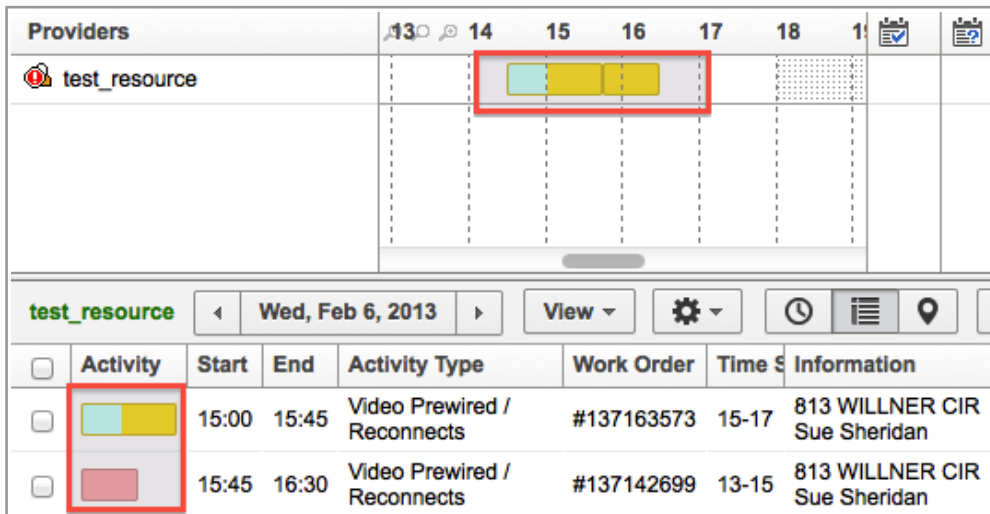 Providers 13 14 15 16 17 18 1
test_resource
test_resource Wed, Feb 6, 2013 View
Activity Start End Activity Type Work Order Time S Information
15:00 15:45 Video Prewired / #137163573 15-17 813 WILLNER CIR
Reconnects Sue Sheridan
15:45 16:30 Video Prewired / #137142699 13-15 813 WILLNER CIR
Reconnects Sue Sheridan